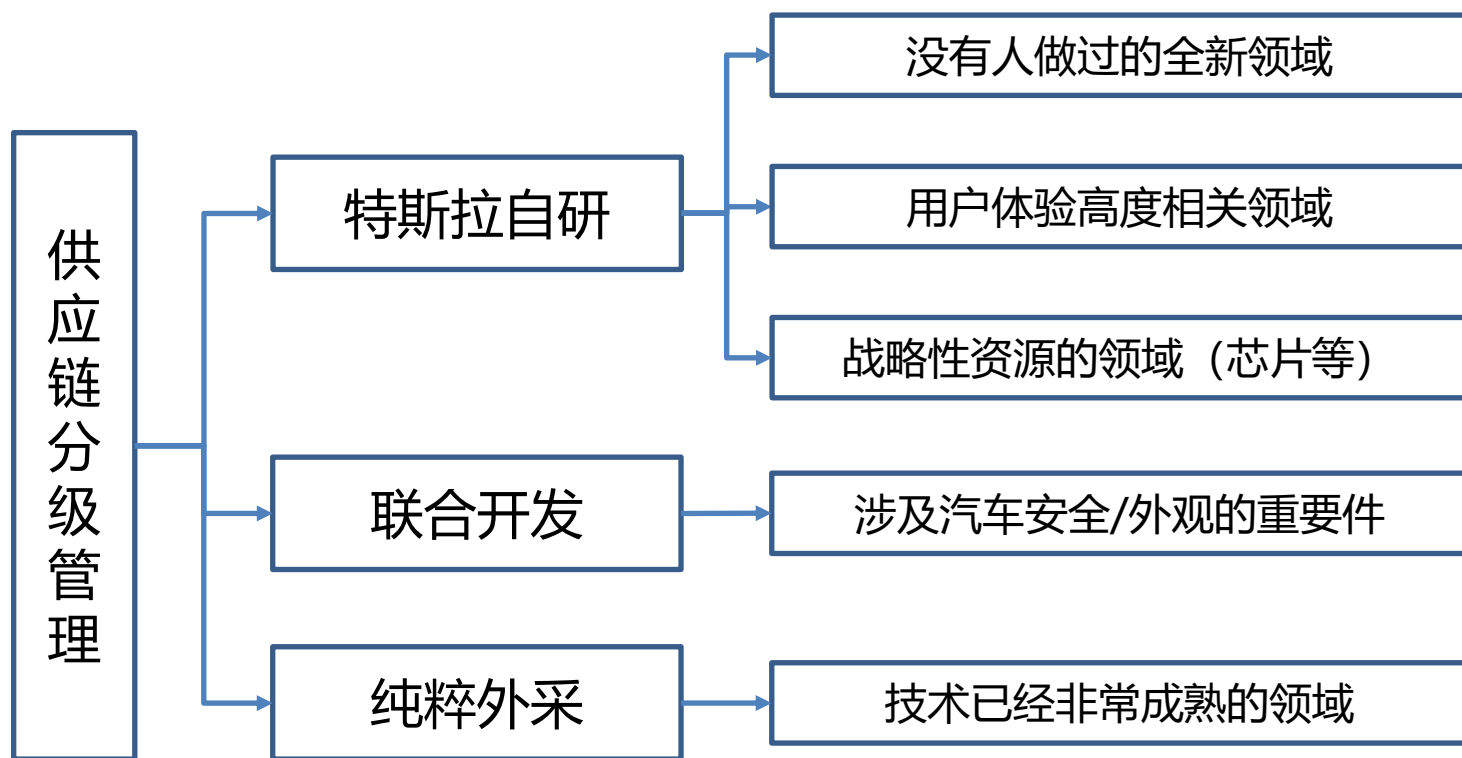 供应链分级管理
特斯拉自研
没有人做过的全新领域
用户体验高度相关领域
战略性资源的领域（芯片等）
联合开发
涉及汽车安全/外观的重要件
纯粹外采
技术已经非常成熟的领域